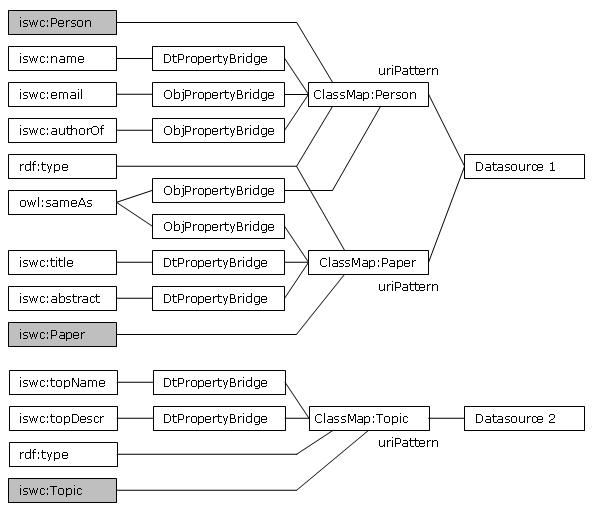 iswc:Person
uriPattern
iswc:name DtPropertyBridge
iswc:email ObjPropertyBridge ClassMap:Person
iswc:authorOf ObjPropertyBridge
rdf:type Datasource 1
ObjPropertyBridge
owl:sameAs
ObjPropertyBridge
iswc:title DtPropertyBridge ClassMap:Paper
uriPattern
iswc:abstract DtPropertyBridge
iswc:Paper
iswc:topName DtPropertyBridge
iswc:topDescr DtPropertyBridge ClassMap:Topic Datasource 2
uriPattern
rdf:type
iswc:Topic